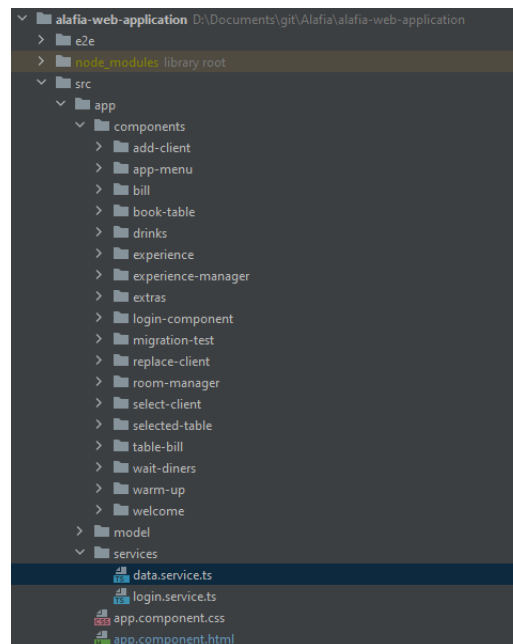 alafia-web-application D:\Documents\git\Alafia\alafia-web-application
e2e
node_modules library root
src
app
components
add-client
app-menu
bill
book-table
drinks
experience
experience-manager
extras
login-component
migration-test
replace-client
room-manager
select-client
selected-table
table-bill
wait-diners
warm-up
welcome
model
services
TS data.service.ts
TS login.service.ts
CSS app.component.css
app.component.html